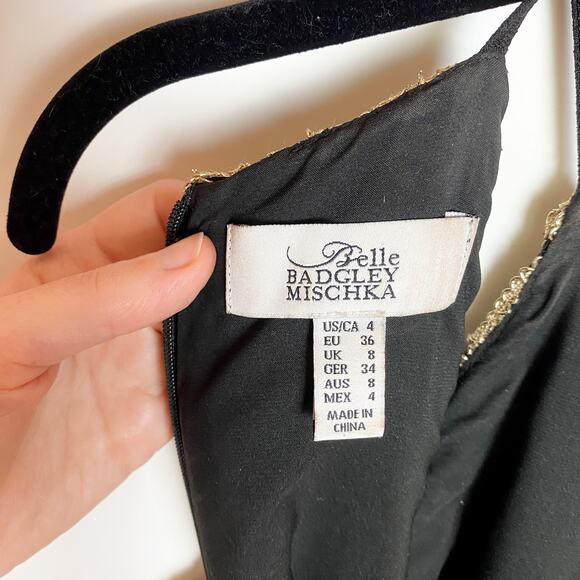 Belle
BADGLEY
MISCHKA
US/CA 4
EU 36
UK 8
GER 34
AUS 8
MEX 4
MADE IN
CHINA